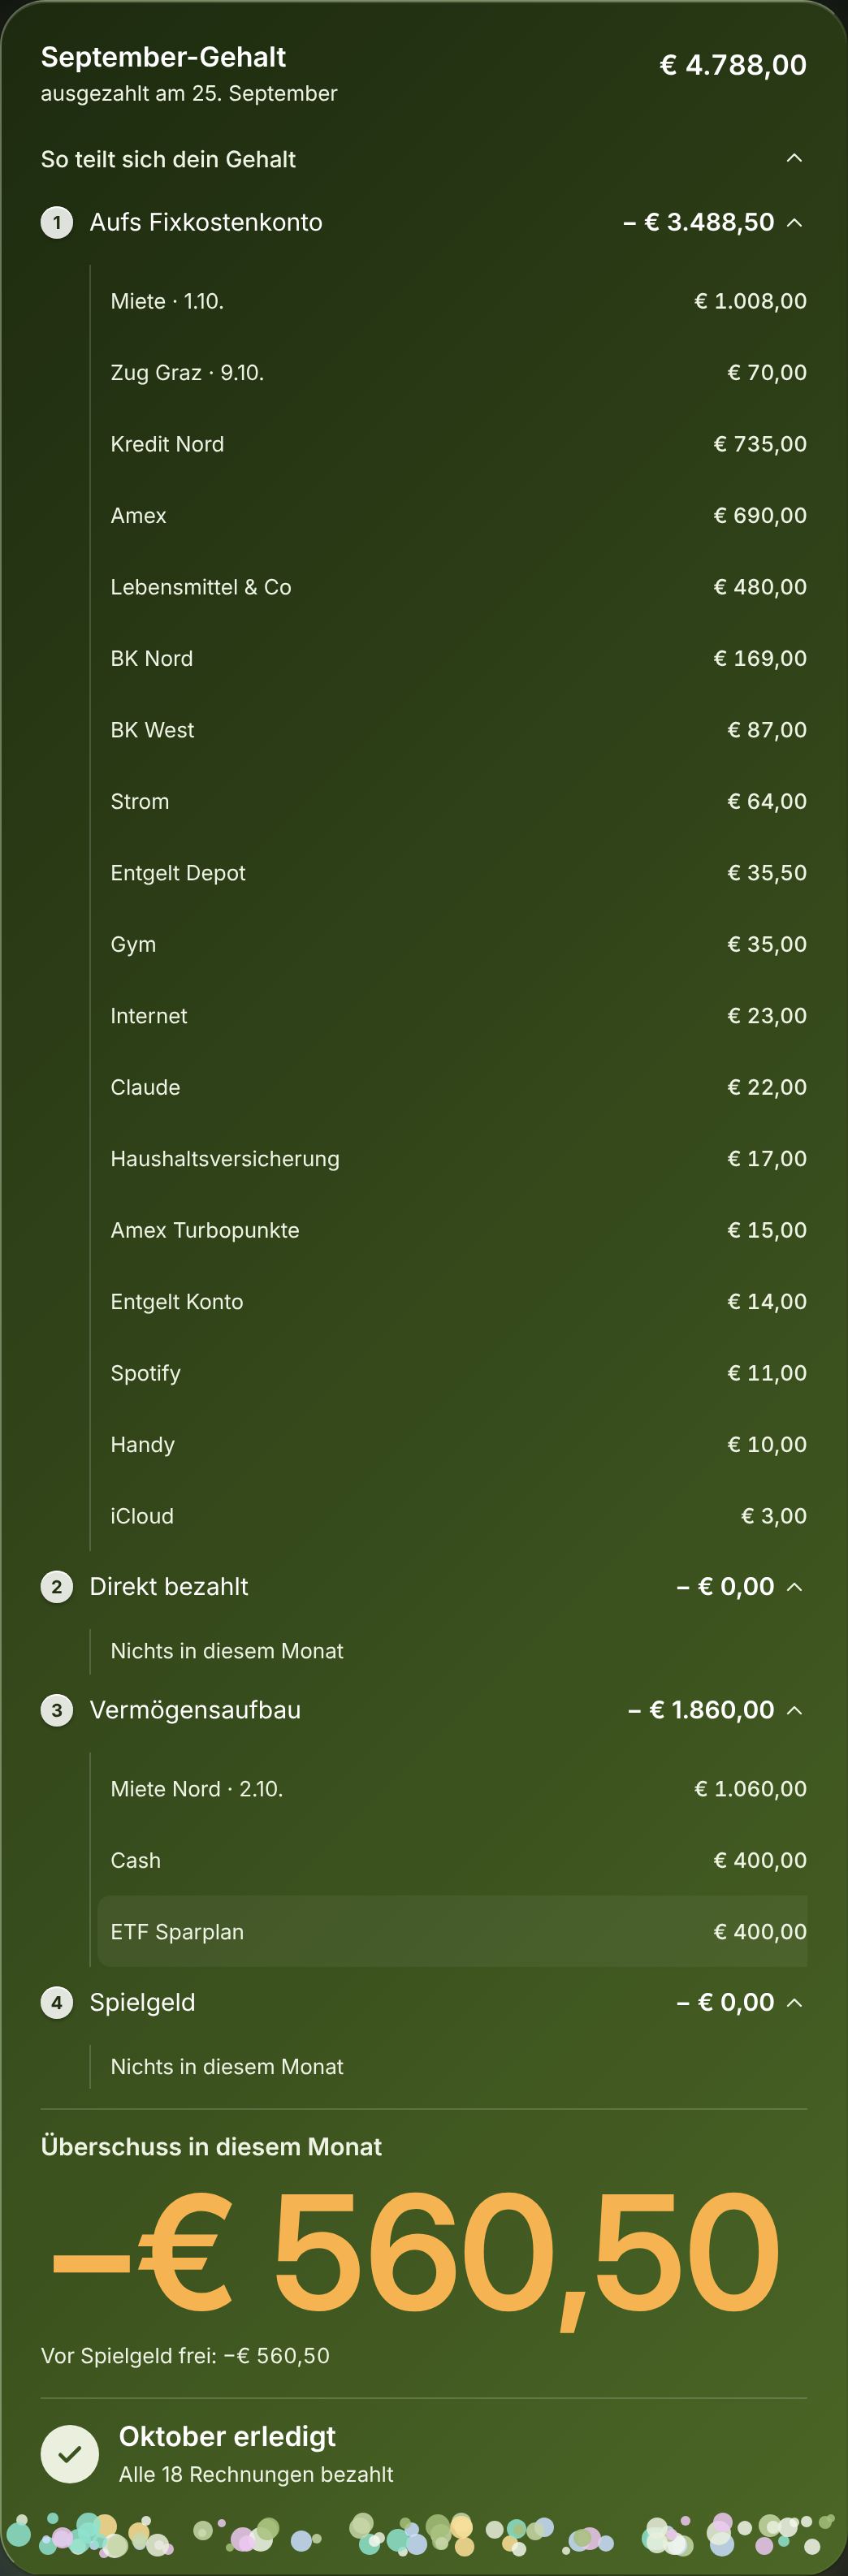 September-Gehalt
€ 4.788,00
ausgezahlt am 25. September
So teilt sich dein Gehalt
1 Aufs Fixkostenkonto – € 3.488,50
Miete · 1.10. € 1.008,00
Zug Graz · 9.10. € 70,00
Kredit Nord € 735,00
Amex € 690,00
Lebensmittel & Co € 480,00
BK Nord € 169,00
BK West € 87,00
Strom € 64,00
Entgelt Depot € 35,50
Gym € 35,00
Internet € 23,00
Claude € 22,00
Haushaltsversicherung € 17,00
Amex Turbopunkte € 15,00
Entgelt Konto € 14,00
Spotify € 11,00
Handy € 10,00
iCloud € 3,00
2 Direkt bezahlt – € 0,00
Nichts in diesem Monat
3 Vermögensaufbau – € 1.860,00
Miete Nord · 2.10. € 1.060,00
Cash € 400,00
ETF Sparplan € 400,00
4 Spielgeld – € 0,00
Nichts in diesem Monat
Überschuss in diesem Monat
–€ 560,50
Vor Spielgeld frei: –€ 560,50
Oktober erledigt
Alle 18 Rechnungen bezahlt